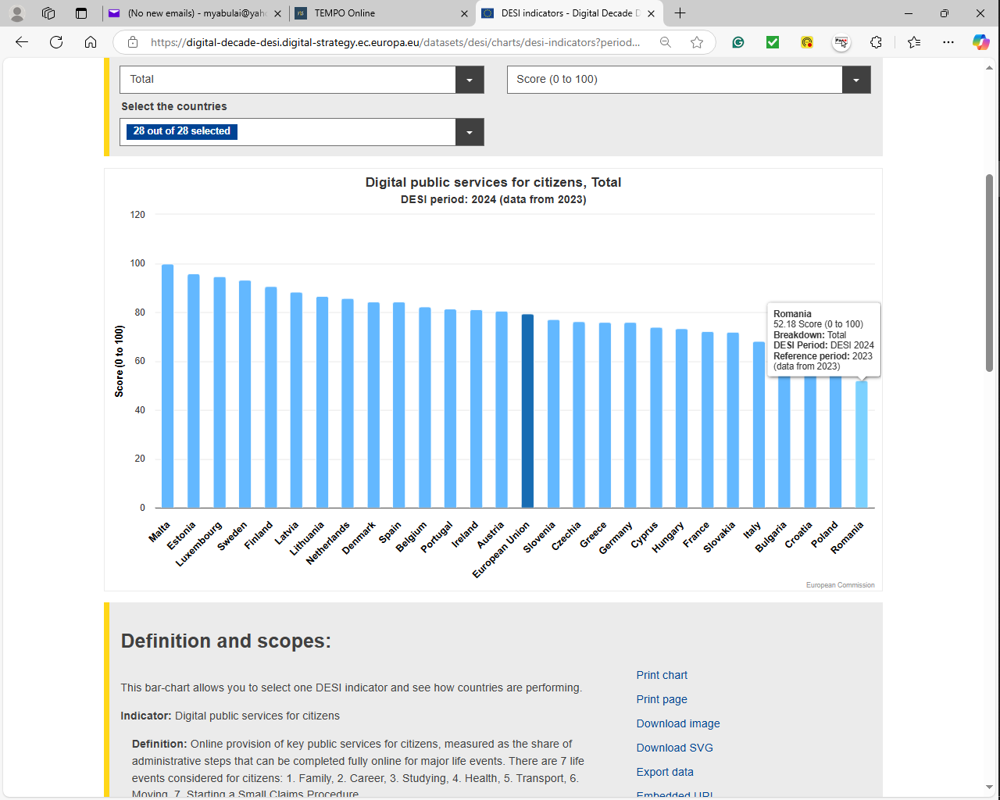 (No new emails) - myabulai@yah
TEMPO Online
DESI indicators - Digital Decade D
https://digital-decade-desi.digital-strategy.ec.europa.eu/datasets/desi/charts/desi-indicators?period...
Total
Score (0 to 100)
Select the countries
28 out of 28 selected
Digital public services for citizens, Total
DESI period: 2024 (data from 2023)
120
100
80
60
40
20
0
Score (0 to 100)
Romania
52.18 Score (0 to 100)
Breakdown: Total
DESI Period: DESI 2024
Reference period: 2023
(data from 2023)
Malta
Estonia
Luxembourg
Sweden
Finland
Latvia
Lithuania
Netherlands
Denmark
Spain
Belgium
Portugal
Ireland
Austria
European Union
Slovenia
Czechia
Greece
Germany
Cyprus
Hungary
France
Slovakia
Italy
Bulgaria
Croatia
Poland
Romania
European Commission
Definition and scopes:
This bar-chart allows you to select one DESI indicator and see how countries are performing.
Indicator: Digital public services for citizens
Definition: Online provision of key public services for citizens, measured as the share of
administrative steps that can be completed fully online for major life events. There are 7 life
events considered for citizens: 1. Family, 2. Career, 3. Studying, 4. Health, 5. Transport, 6.
Moving, 7. Starting a Small Claims Procedure
Print chart
Print page
Download image
Download SVG
Export data
Embedded URL